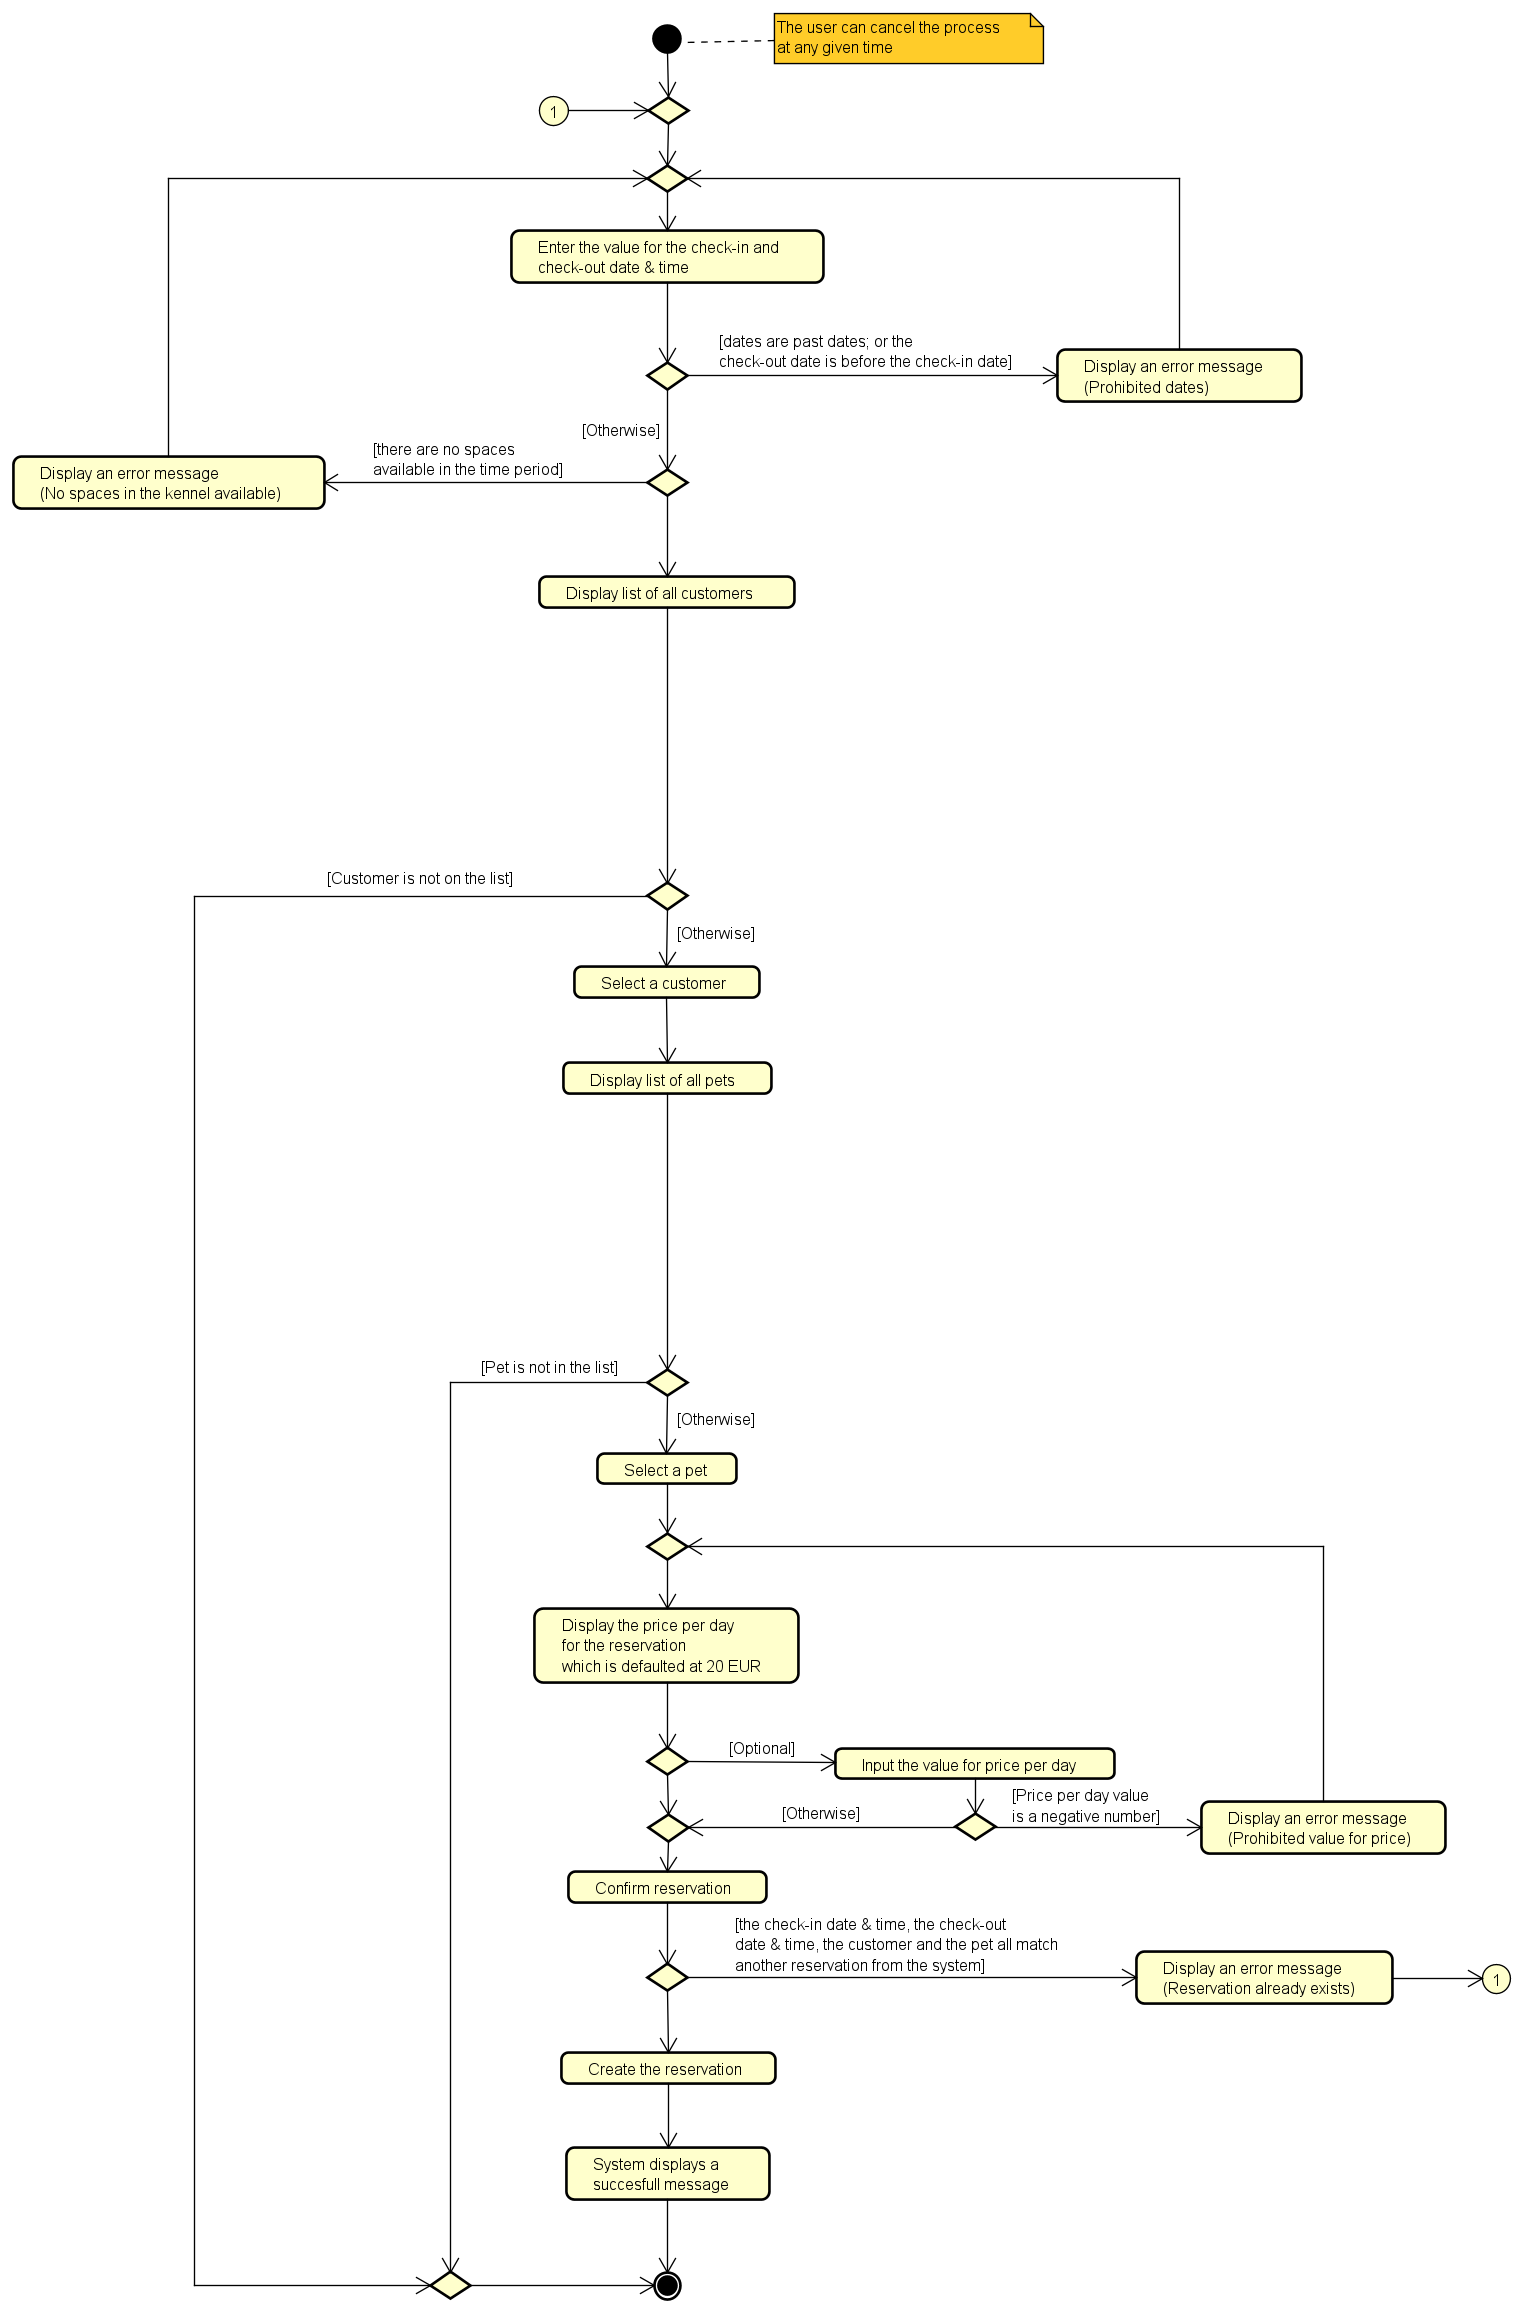 The user can cancel the process
at any given time
1
Enter the value for the check-in and
check-out date & time
[dates are past dates; or the
check-out date is before the check-in date]
Display an error message
(Prohibited dates)
[Otherwise]
[there are no spaces
available in the time period]
Display an error message
(No spaces in the kennel available)
Display list of all customers
[Customer is not on the list]
[Otherwise]
Select a customer
Display list of all pets
[Pet is not in the list]
[Otherwise]
Select a pet
Display the price per day
for the reservation
which is defaulted at 20 EUR
[Optional]
Input the value for price per day
[Otherwise]
[Price per day value
is a negative number]
Display an error message
(Prohibited value for price)
Confirm reservation
[the check-in date & time, the check-out
date & time, the customer and the pet all match
another reservation from the system]
Display an error message
(Reservation already exists)
1
Create the reservation
System displays a
succesfull message